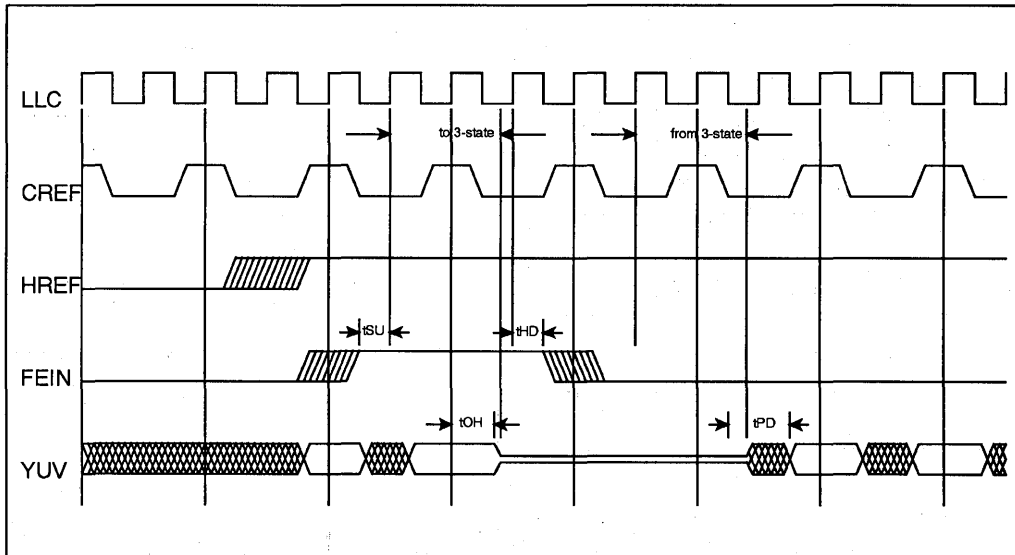 LLC
to 3-state
from 3-state
CREF
HREF
tSU
tHD
FEIN
tOH
tPD
YUV